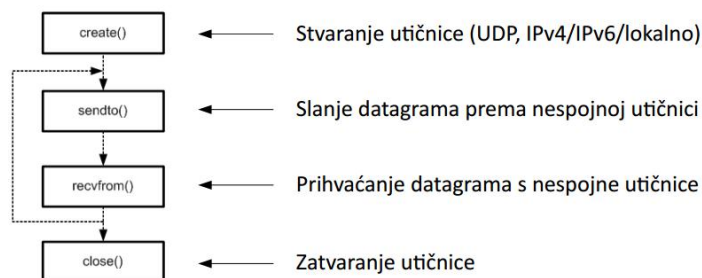 create()
Stvaranje utičnice (UDP, IPv4/IPv6/lokalno)
sendto()
Slanje datagrama prema nespojnoj utičnici
recvfrom()
Prihvaćanje datagrama s nespojne utičnice
close()
Zatvaranje utičnice